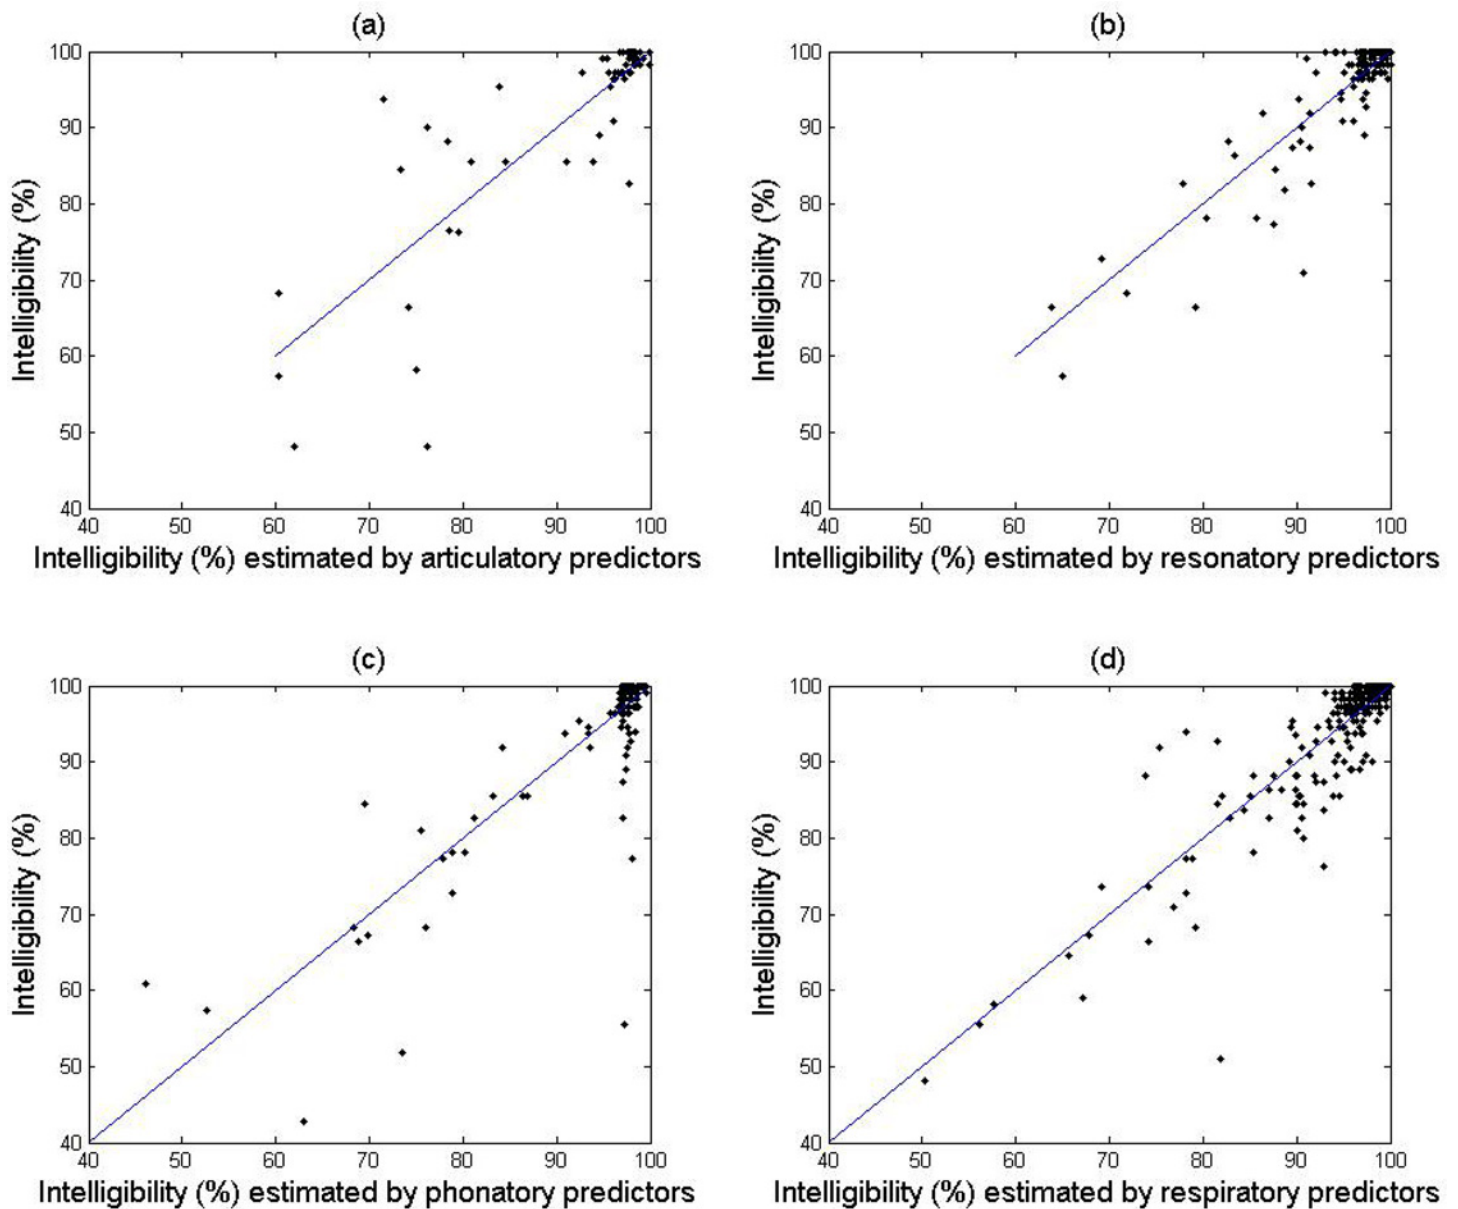 (a)
100
90
80
70
60
50
40
Intelligibility (%)
40 50 60 70 80 90 100
Intelligibility (%) estimated by articulatory predictors
(b)
100
90
80
70
60
50
40
Intelligibility (%)
40 50 60 70 80 90 100
Intelligibility (%) estimated by resonatory predictors
(c)
100
90
80
70
60
50
40
Intelligibility (%)
40 50 60 70 80 90 100
Intelligibility (%) estimated by phonatory predictors
(d)
100
90
80
70
60
50
40
Intelligibility (%)
40 50 60 70 80 90 100
Intelligibility (%) estimated by respiratory predictors